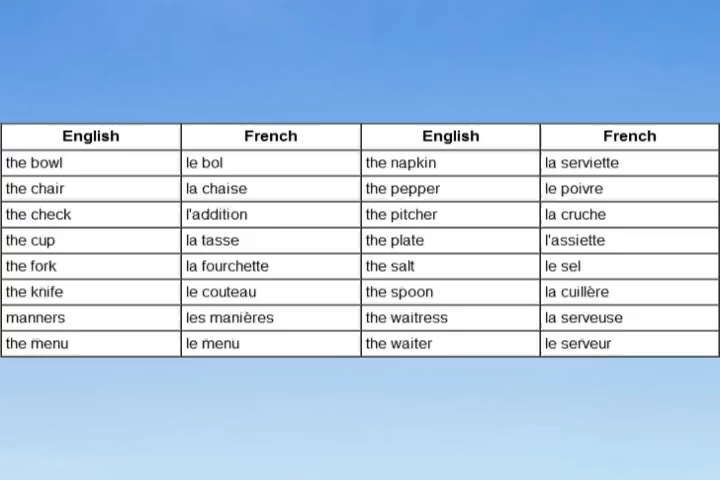 English French English French
the bowl le bol the napkin la serviette
the chair la chaise the pepper le poivre
the check l'addition the pitcher la cruche
the cup la tasse the plate l'assiette
the fork la fourchette the salt le sel
the knife le couteau the spoon la cuillère
manners les manières the waitress la serveuse
the menu le menu the waiter le serveur